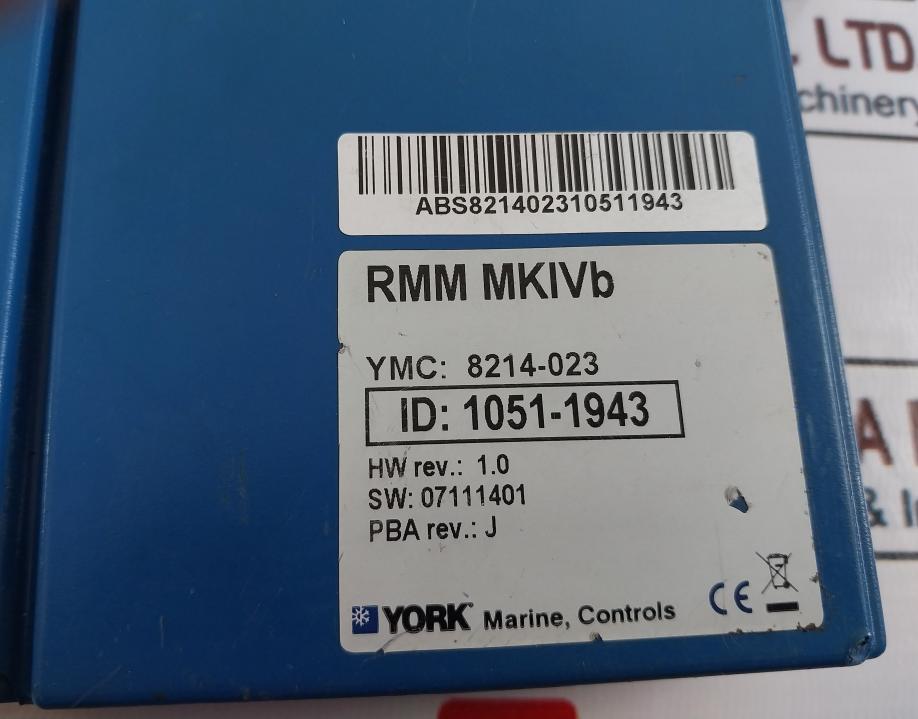 . LTD
chinery
ABS821402310511943
RMM MKIVb
YMC: 8214-023
ID: 1051-1943
HW rev.: 1.0
SW: 07111401
PBA rev.: J
YORK Marine, Controls CE
A
& I